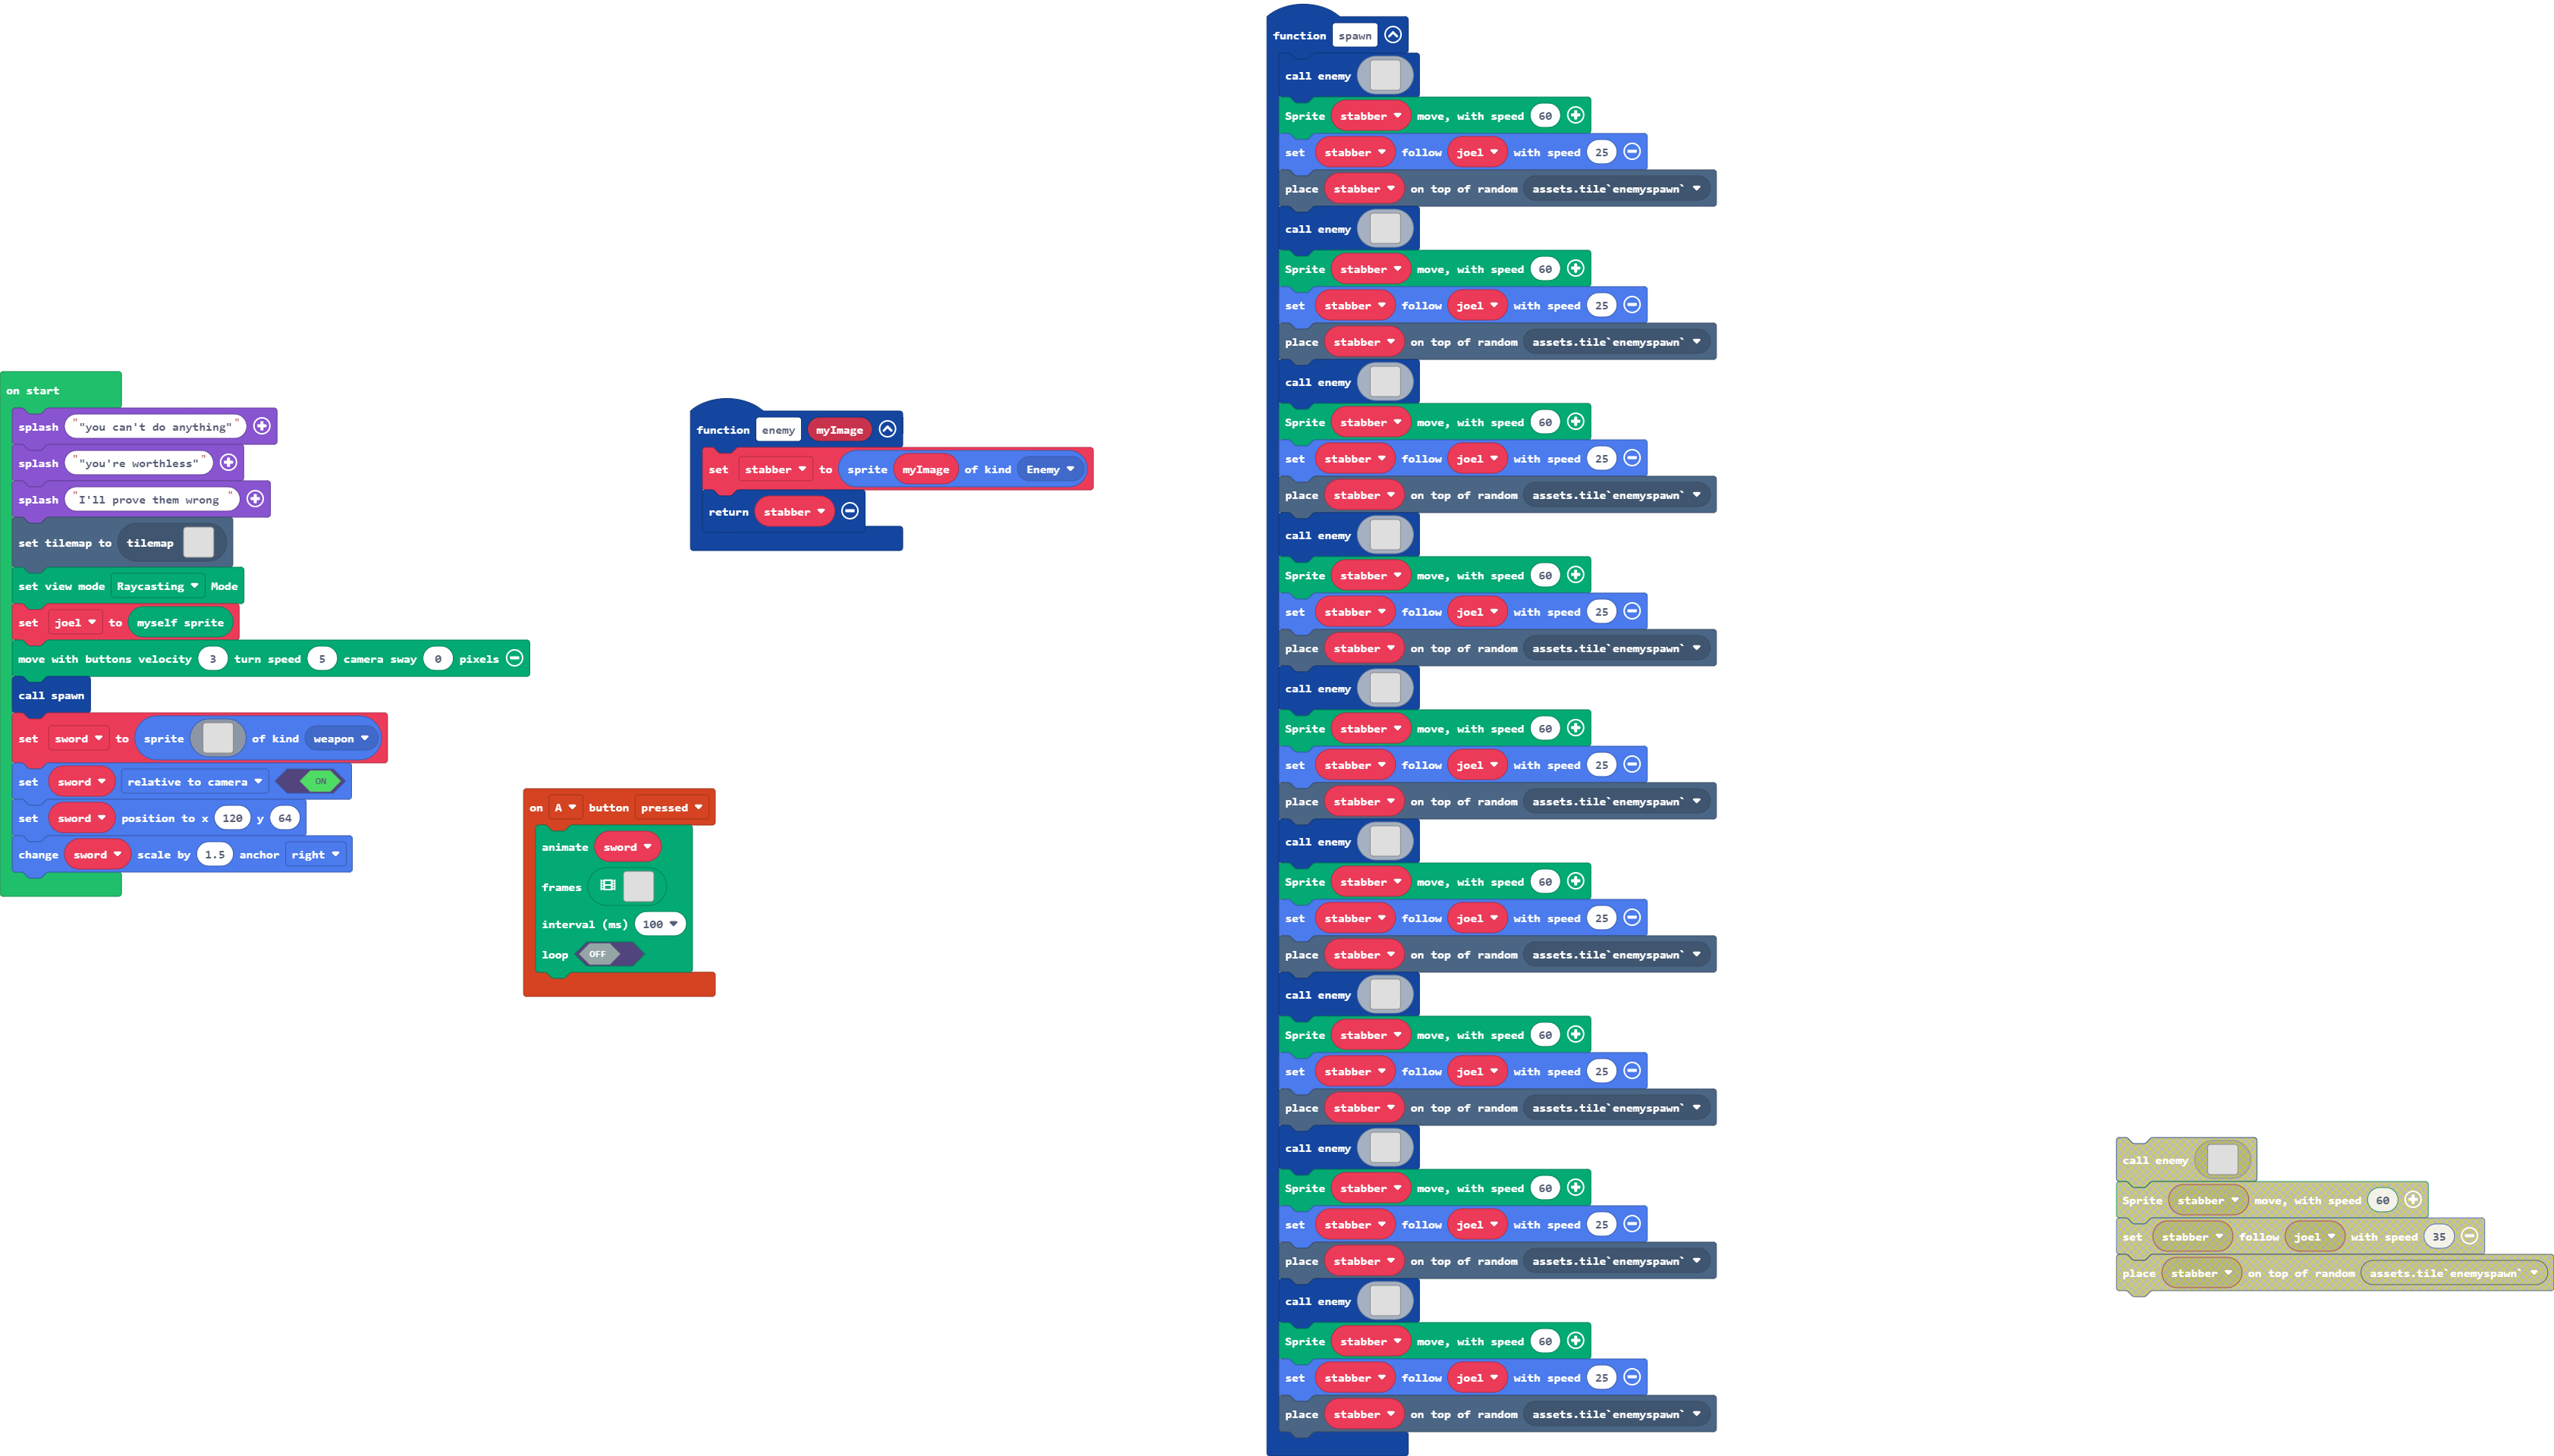 on start
splash ""you can't do anything""
splash ""you're worthless""
splash "I'll prove them wrong "
set tilemap to tilemap
set view mode Raycasting Mode
set joel to myself sprite
move with buttons velocity 3 turn speed 5 camera sway 0 pixels
call spawn
set sword to sprite of kind weapon
set sword relative to camera ON
set sword position to x 120 y 64
change sword scale by 1.5 anchor right
function enemy myImage
set stabber to sprite myImage of kind Enemy
return stabber
on A button pressed
animate sword
frames
interval (ms) 100
loop OFF
function spawn
call enemy
Sprite stabber move, with speed 60
set stabber follow joel with speed 25
place stabber on top of random assets.tile`enemyspawn`
call enemy
Sprite stabber move, with speed 60
set stabber follow joel with speed 25
place stabber on top of random assets.tile`enemyspawn`
call enemy
Sprite stabber move, with speed 60
set stabber follow joel with speed 25
place stabber on top of random assets.tile`enemyspawn`
call enemy
Sprite stabber move, with speed 60
set stabber follow joel with speed 25
place stabber on top of random assets.tile`enemyspawn`
call enemy
Sprite stabber move, with speed 60
set stabber follow joel with speed 25
place stabber on top of random assets.tile`enemyspawn`
call enemy
Sprite stabber move, with speed 60
set stabber follow joel with speed 25
place stabber on top of random assets.tile`enemyspawn`
call enemy
Sprite stabber move, with speed 60
set stabber follow joel with speed 25
place stabber on top of random assets.tile`enemyspawn`
call enemy
Sprite stabber move, with speed 60
set stabber follow joel with speed 25
place stabber on top of random assets.tile`enemyspawn`
call enemy
Sprite stabber move, with speed 60
set stabber follow joel with speed 25
place stabber on top of random assets.tile`enemyspawn`
call enemy
Sprite stabber move, with speed 60
set stabber follow joel with speed 35
place stabber on top of random assets.tile`enemyspawn`